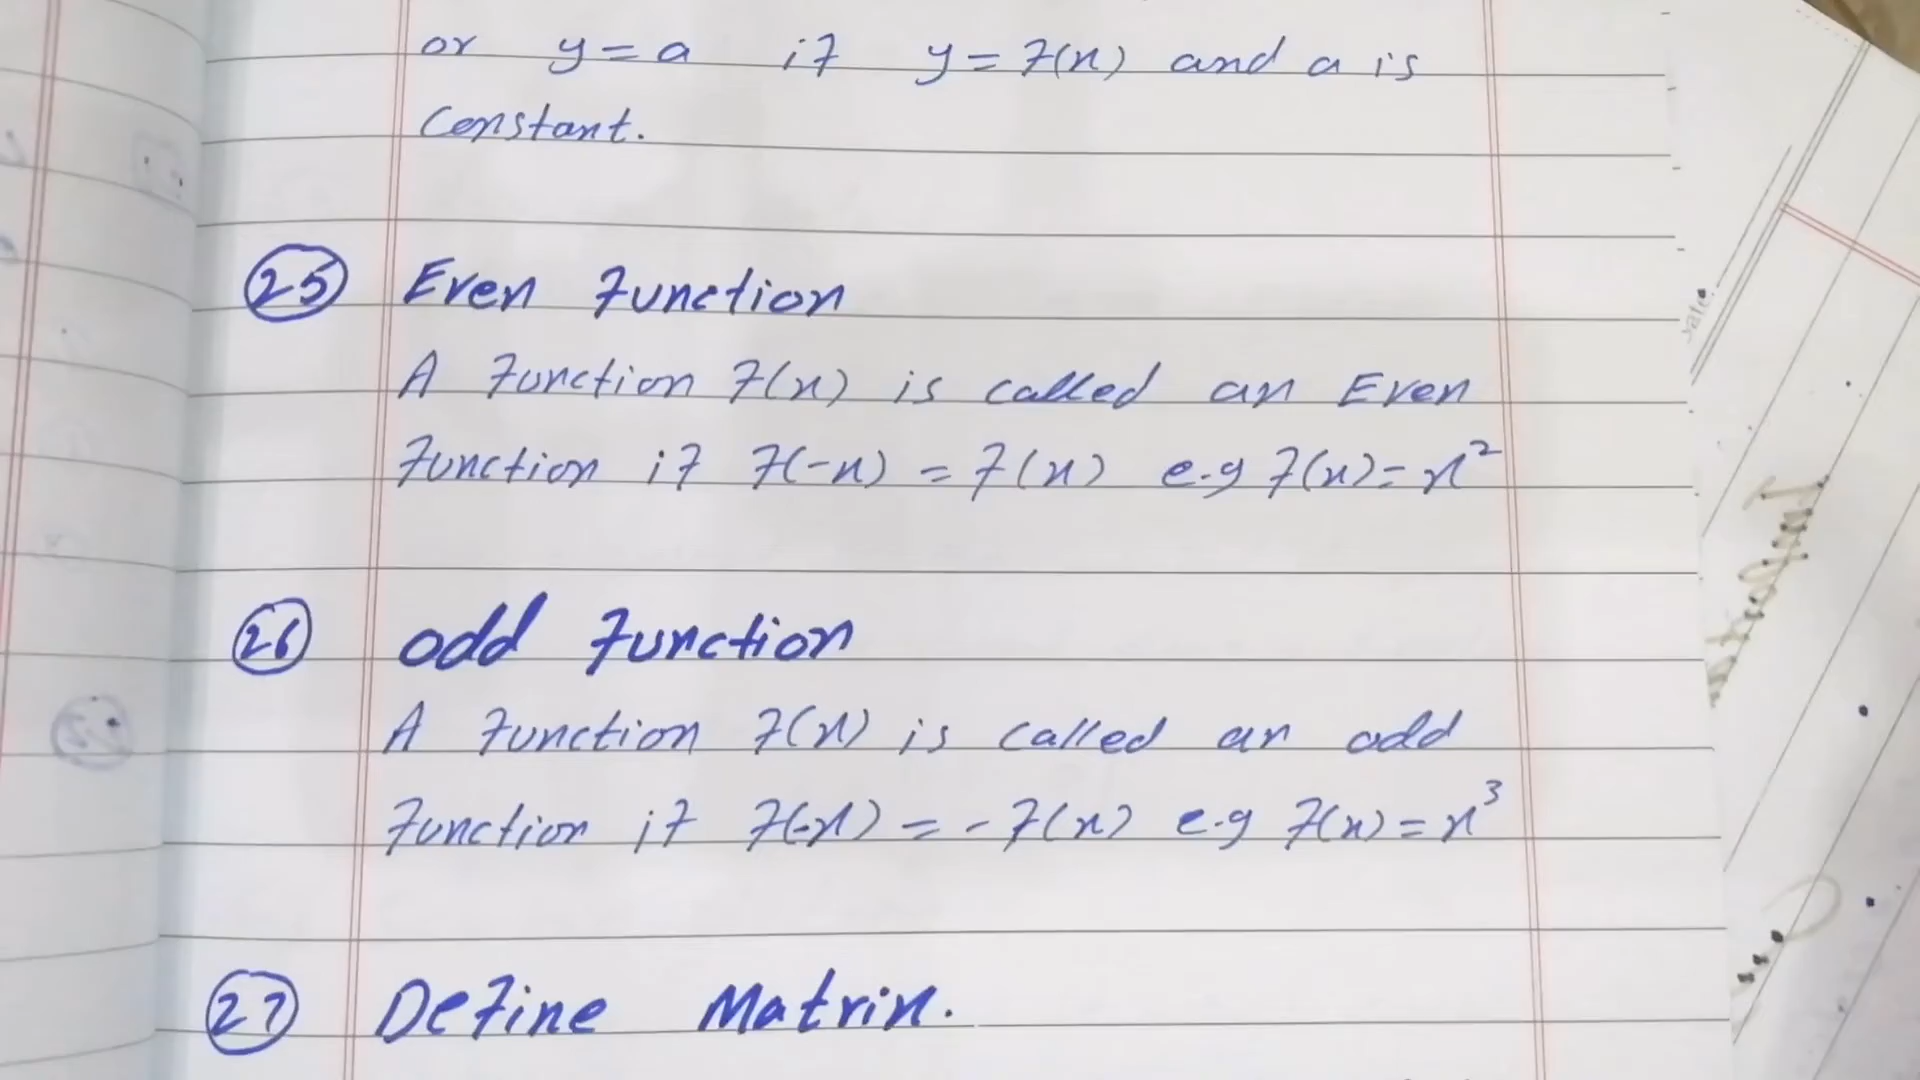 or y = a if y = f(x) and a is
constant.
25 Even function
A function f(x) is called an Even
function if f(-x) = f(x) e.g f(x) = x²
26 odd function
A function f(x) is called an odd
function if f(-x) = -f(x) e.g f(x) = x³
27 Define Matrix.